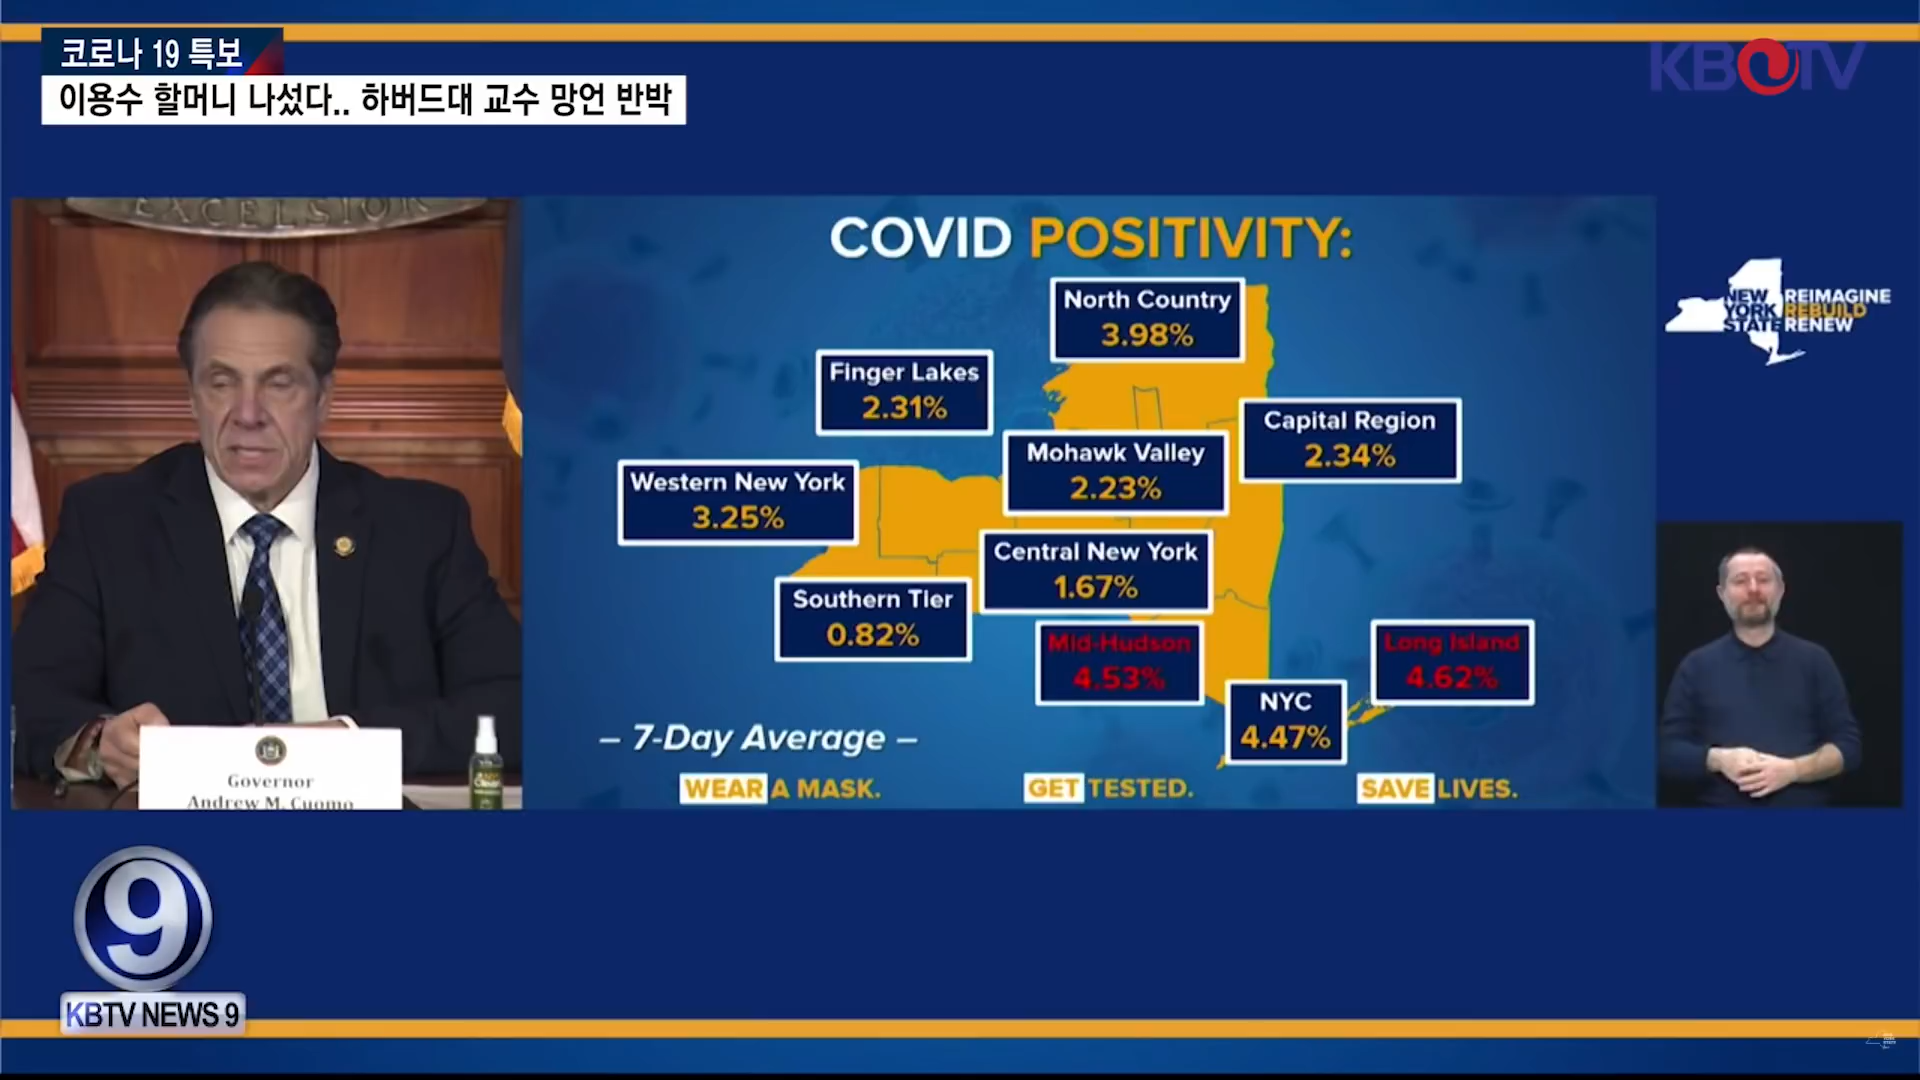 코로나 19 특보
이용수 할머니 나섰다.. 하버드대 교수 망언 반박
KBTV
EXCELSIOR
COVID POSITIVITY:
North Country
3.98%
Finger Lakes
2.31%
Capital Region
2.34%
Mohawk Valley
2.23%
Western New York
3.25%
Central New York
1.67%
Southern Tier
0.82%
Mid-Hudson
4.53%
Long Island
4.62%
NYC
4.47%
– 7-Day Average –
WEAR A MASK.
GET TESTED.
SAVE LIVES.
NEW YORK STATE
REIMAGINE
REBUILD
RENEW
Governor
Andrew M. Cuomo
9
KBTV NEWS 9